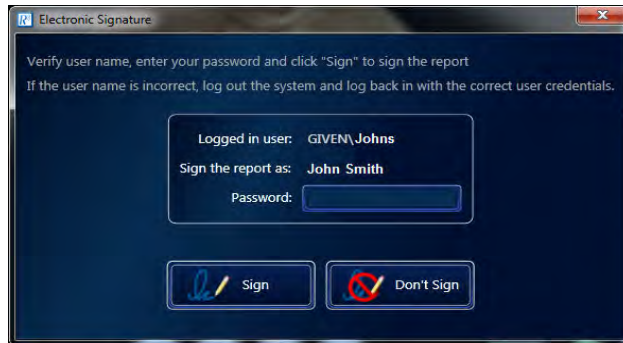 Electronic Signature
Verify user name, enter your password and click "Sign" to sign the report
If the user name is incorrect, log out the system and log back in with the correct user credentials.
Logged in user: GIVEN\Johns
Sign the report as: John Smith
Password:
Sign
Don't Sign